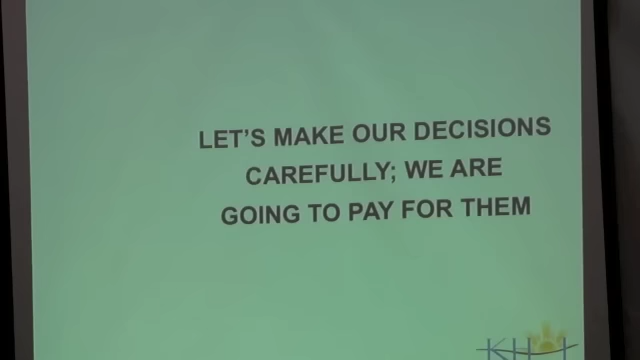 LET'S MAKE OUR DECISIONS
CAREFULLY; WE ARE
GOING TO PAY FOR THEM